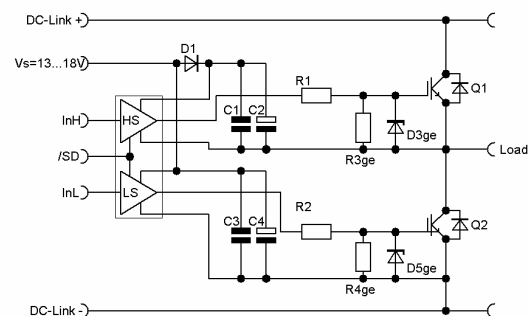 DC-Link +
Vs=13...18V
D1
C1 C2
R1
Q1
InH
HS
D3ge
R3ge
/SD
Load
InL
LS
C3 C4
R2
Q2
D5ge
R4ge
DC-Link -